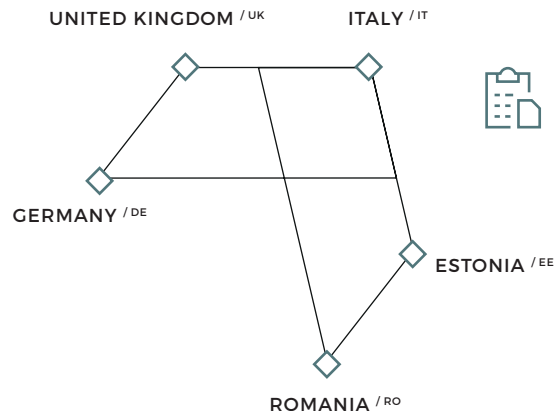 UNITED KINGDOM / UK
ITALY / IT
GERMANY / DE
ESTONIA / EE
ROMANIA / RO